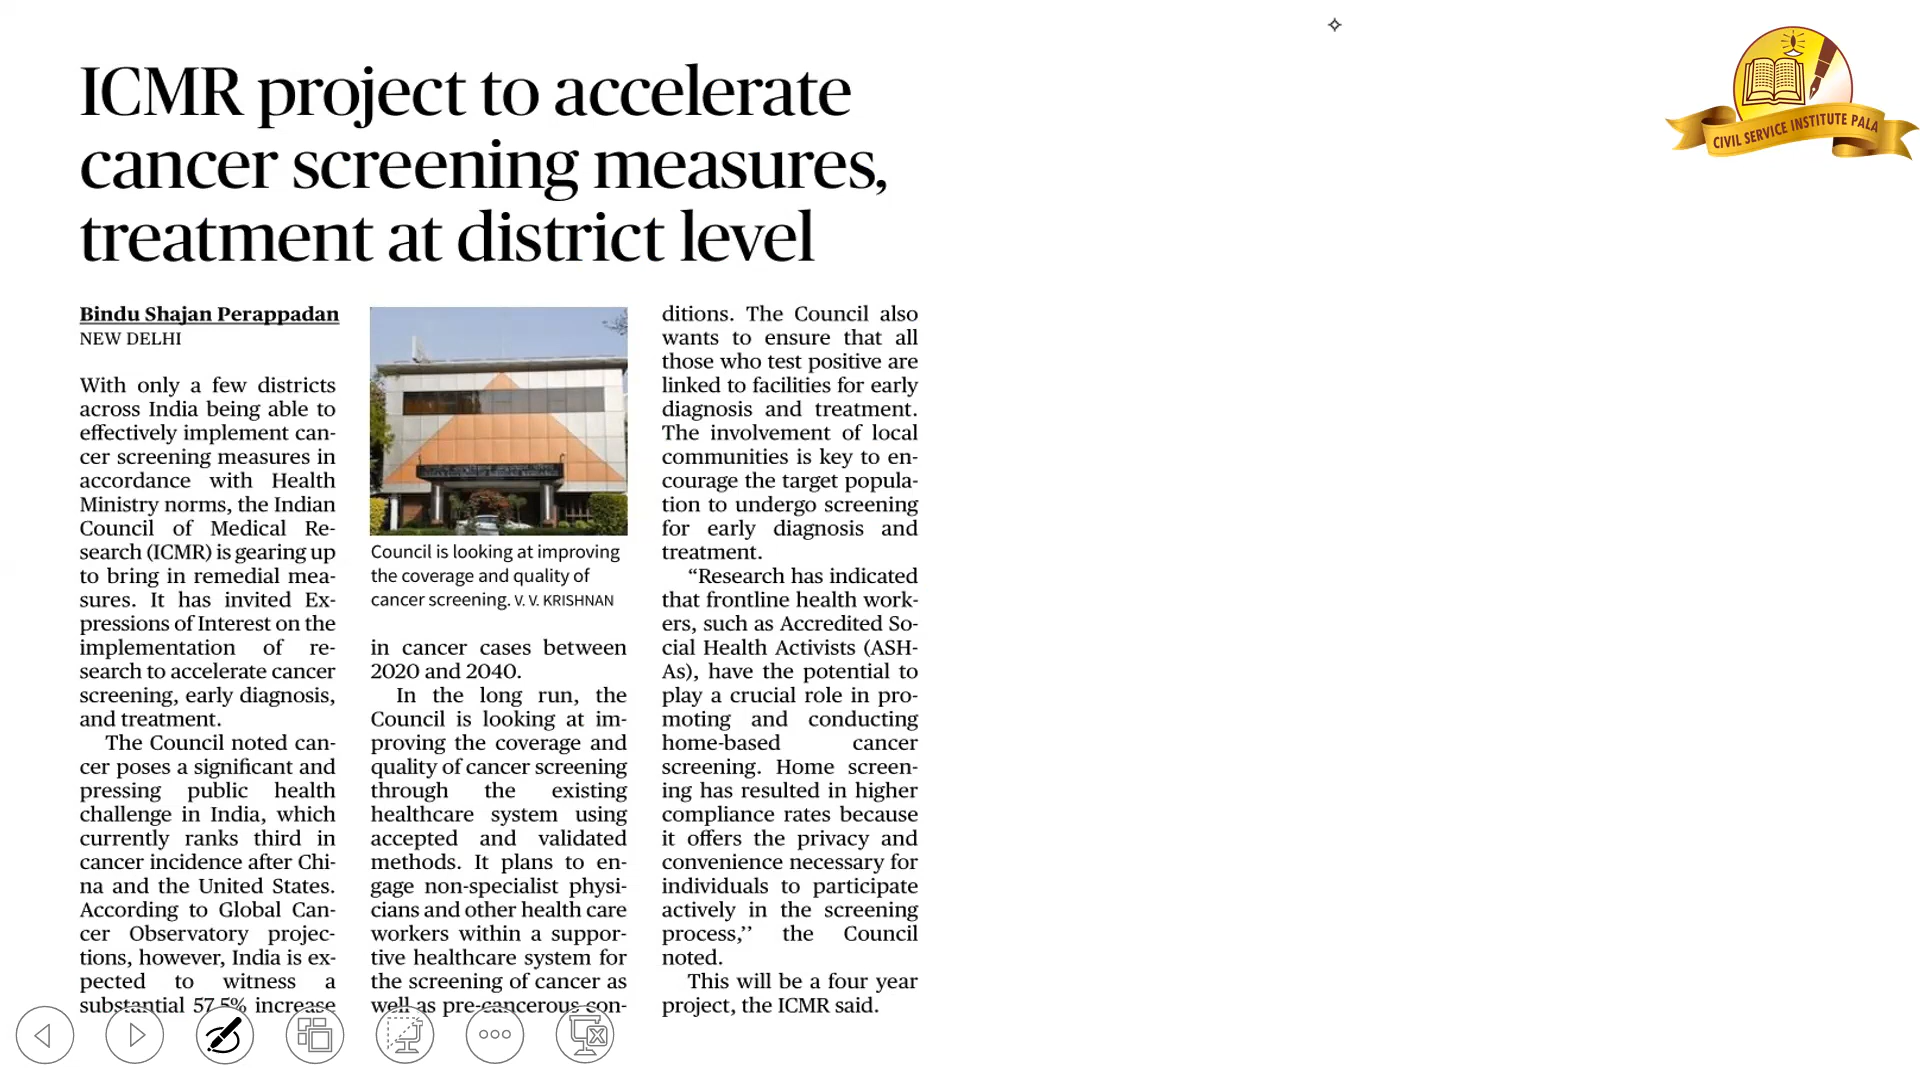 ICMR project to accelerate
cancer screening measures,
treatment at district level
Bindu Shajan Perappadan
NEW DELHI
With only a few districts
across India being able to
effectively implement can-
cer screening measures in
accordance with Health
Ministry norms, the Indian
Council of Medical Re-
search (ICMR) is gearing up
to bring in remedial mea-
sures. It has invited Ex-
pressions of Interest on the
implementation of re-
search to accelerate cancer
screening, early diagnosis,
and treatment.
The Council noted can-
cer poses a significant and
pressing public health
challenge in India, which
currently ranks third in
cancer incidence after Chi-
na and the United States.
According to Global Can-
cer Observatory projec-
tions, however, India is ex-
pected to witness a
substantial 57.5% increase
Council is looking at improving
the coverage and quality of
cancer screening. V. V. KRISHNAN
in cancer cases between
2020 and 2040.
In the long run, the
Council is looking at im-
proving the coverage and
quality of cancer screening
through the existing
healthcare system using
accepted and validated
methods. It plans to en-
gage non-specialist physi-
cians and other health care
workers within a suppor-
tive healthcare system for
the screening of cancer as
well as pre-cancerous con-
ditions. The Council also
wants to ensure that all
those who test positive are
linked to facilities for early
diagnosis and treatment.
The involvement of local
communities is key to en-
courage the target popula-
tion to undergo screening
for early diagnosis and
treatment.
“Research has indicated
that frontline health work-
ers, such as Accredited So-
cial Health Activists (ASH-
As), have the potential to
play a crucial role in pro-
moting and conducting
home-based cancer
screening. Home screen-
ing has resulted in higher
compliance rates because
it offers the privacy and
convenience necessary for
individuals to participate
actively in the screening
process,’’ the Council
noted.
This will be a four year
project, the ICMR said.
CIVIL SERVICE INSTITUTE PALA